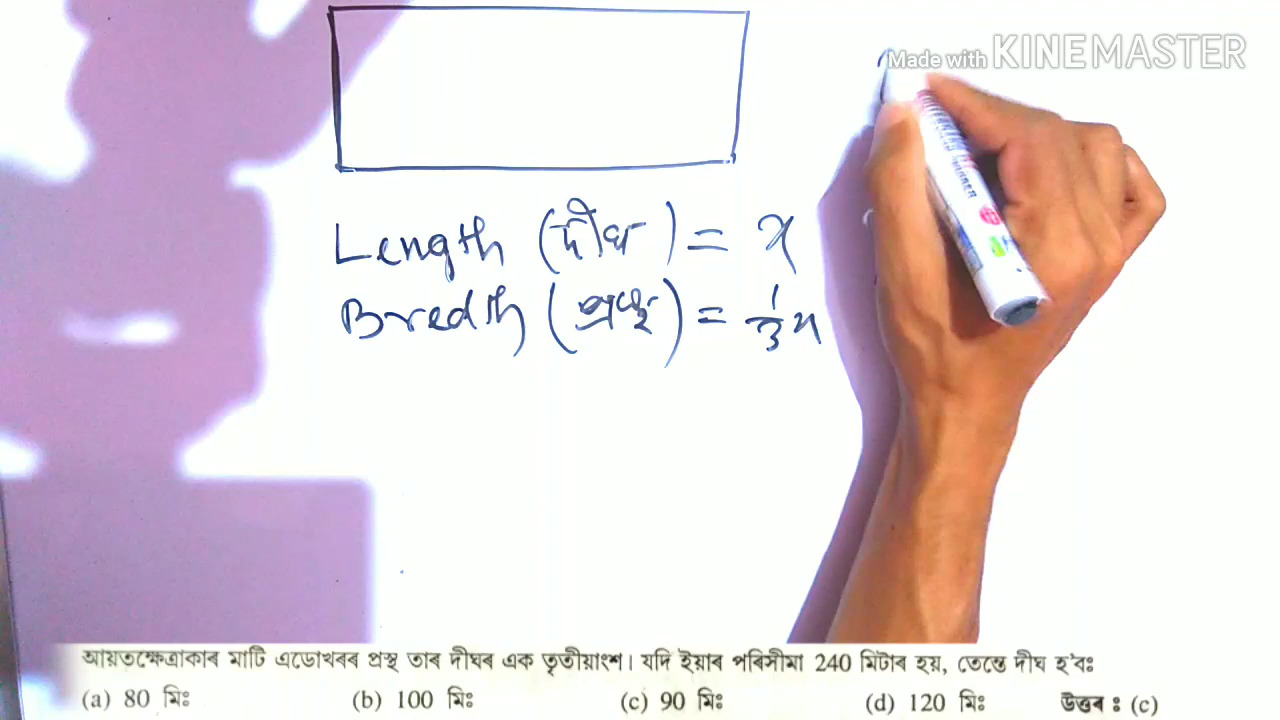 Made with KINEMASTER
Length (দীঘ) = x
Bredth (প্ৰস্থ) = 1/3 x
আয়তক্ষেত্ৰাকাৰ মাটি এডোখৰৰ প্ৰস্থ তাৰ দীঘৰ এক তৃতীয়াংশ। যদি ইয়াৰ পৰিসীমা 240 মিটাৰ হয়, তেন্তে দীঘ হ'বঃ
(a) 80 মিঃ (b) 100 মিঃ (c) 90 মিঃ (d) 120 মিঃ উত্তৰ : (c)